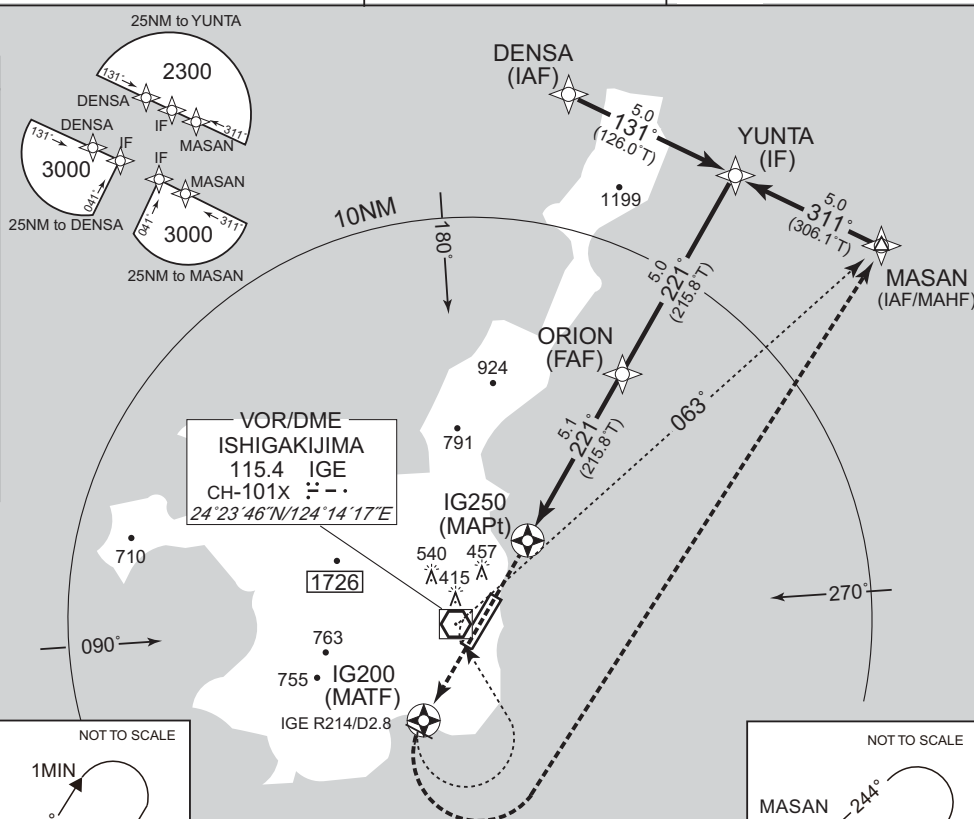 25NM to YUNTA
2300
131°
DENSA
IF
MASAN
311°
131°
DENSA
IF
3000
041°
25NM to DENSA
IF
MASAN
041°
311°
3000
25NM to MASAN
DENSA
(IAF)
5.0
131°
(126.0°T)
YUNTA
(IF)
5.0
311°
(306.1°T)
MASAN
(IAF/MAHF)
1199
10NM
180°
5.0
221°
(215.8°T)
ORION
(FAF)
924
791
5.1
221°
(215.8°T)
063°
VOR/DME
ISHIGAKIJIMA
115.4 IGE
CH-101X
24°23′46″N/124°14′17″E
IG250
(MAPt)
710
1726
540
457
415
270°
090°
763
755
IG200
(MATF)
IGE R214/D2.8
NOT TO SCALE
1MIN
NOT TO SCALE
MASAN
244°